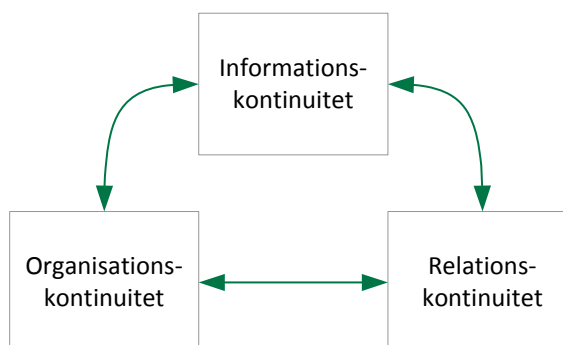 Informations-
kontinuitet
Organisations-
kontinuitet
Relations-
kontinuitet